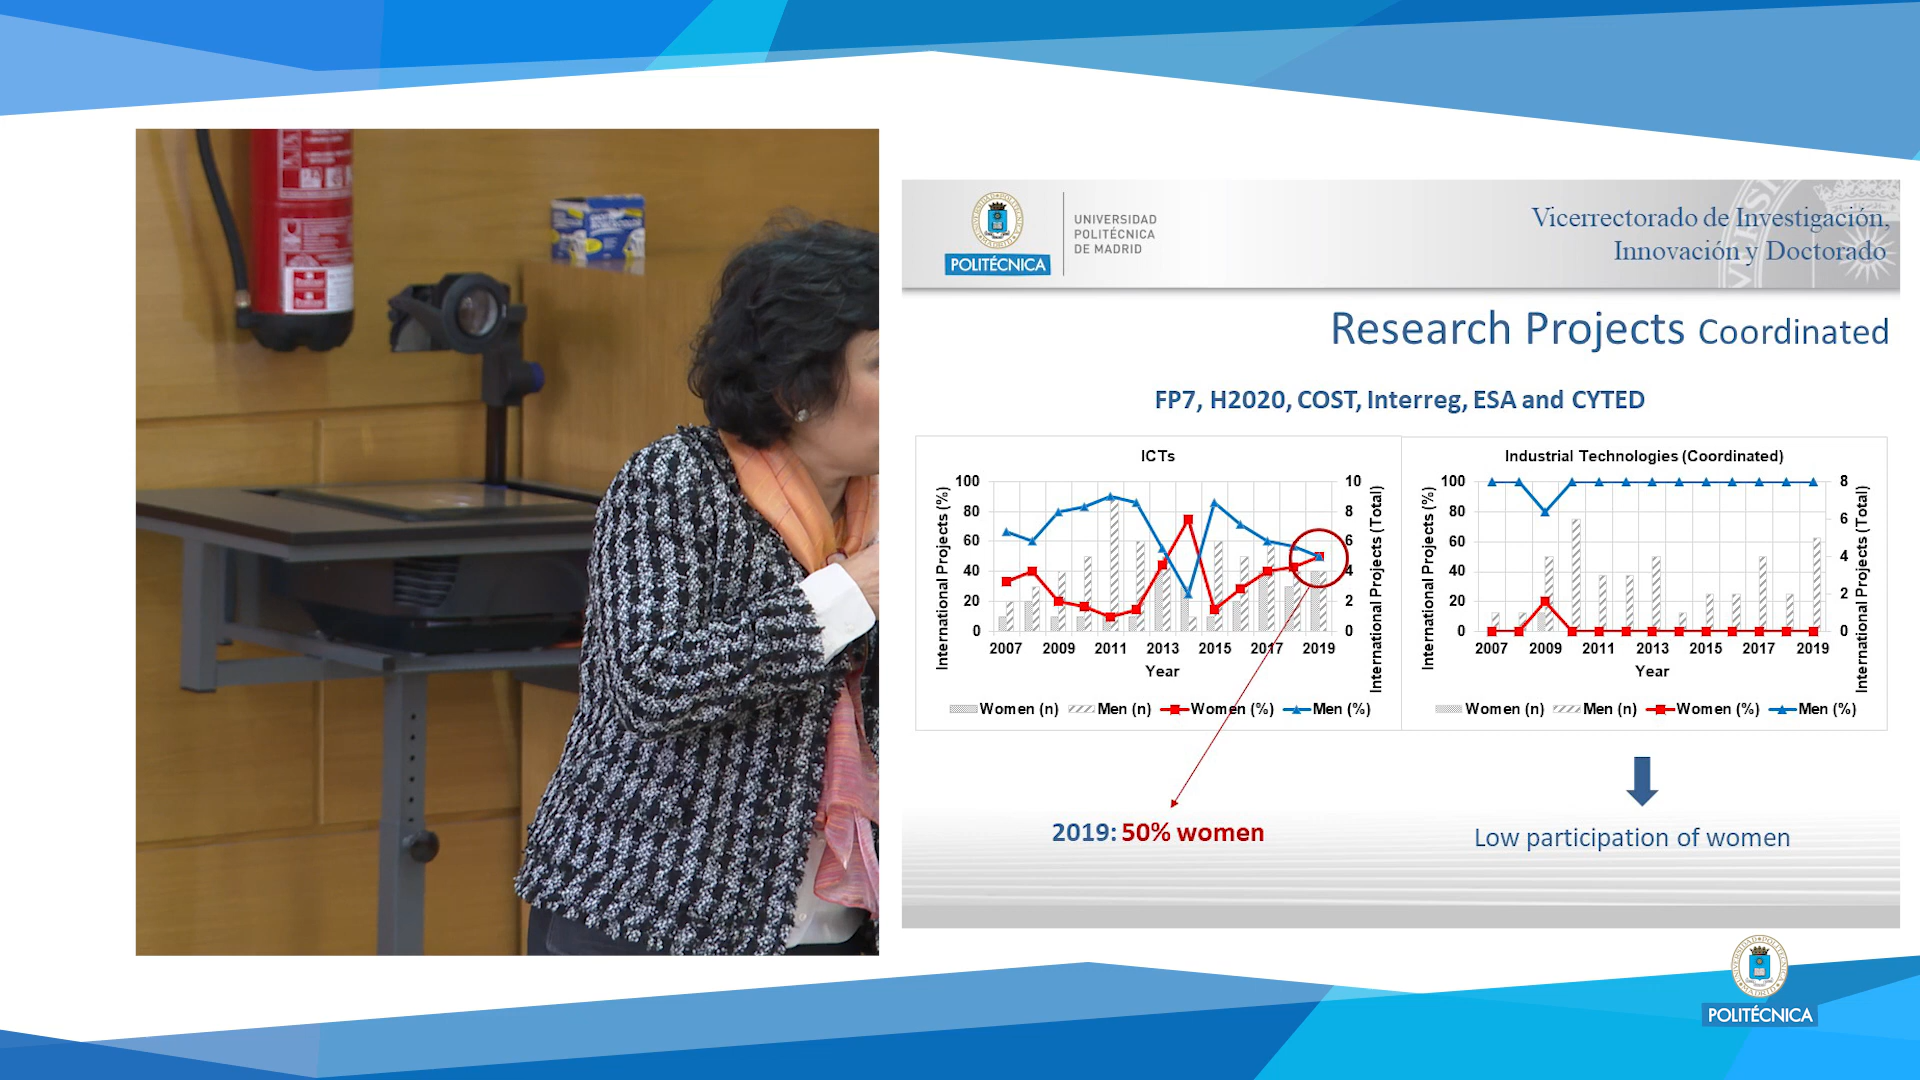 UNIVERSIDAD
POLITÉCNICA
DE MADRID
POLITÉCNICA
Vicerrectorado de Investigación,
Innovación y Doctorado
Research Projects Coordinated
FP7, H2020, COST, Interreg, ESA and CYTED
ICTs
International Projects (%)
100
80
60
40
20
0
10
8
6
4
2
0
International Projects (Total)
2007 2009 2011 2013 2015 2017 2019
Year
Women (n) Men (n) Women (%) Men (%)
Industrial Technologies (Coordinated)
International Projects (%)
100
80
60
40
20
0
8
6
4
2
0
International Projects (Total)
2007 2009 2011 2013 2015 2017 2019
Year
Women (n) Men (n) Women (%) Men (%)
2019: 50% women
Low participation of women
POLITÉCNICA